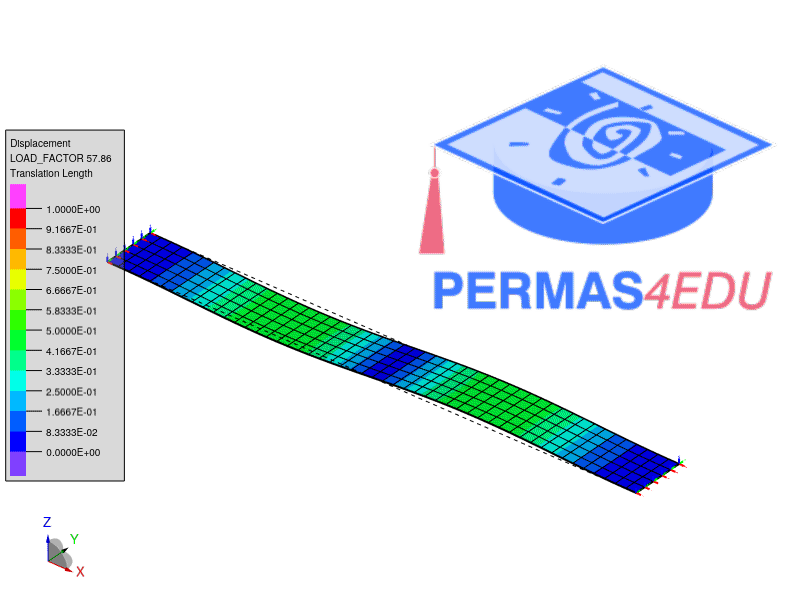 Displacement
LOAD_FACTOR 57.86
Translation Length
1.0000E+00
9.1667E-01
8.3333E-01
7.5000E-01
6.6667E-01
5.8333E-01
5.0000E-01
4.1667E-01
3.3333E-01
2.5000E-01
1.6667E-01
8.3333E-02
0.0000E+00
PERMAS4EDU
Z
Y
X